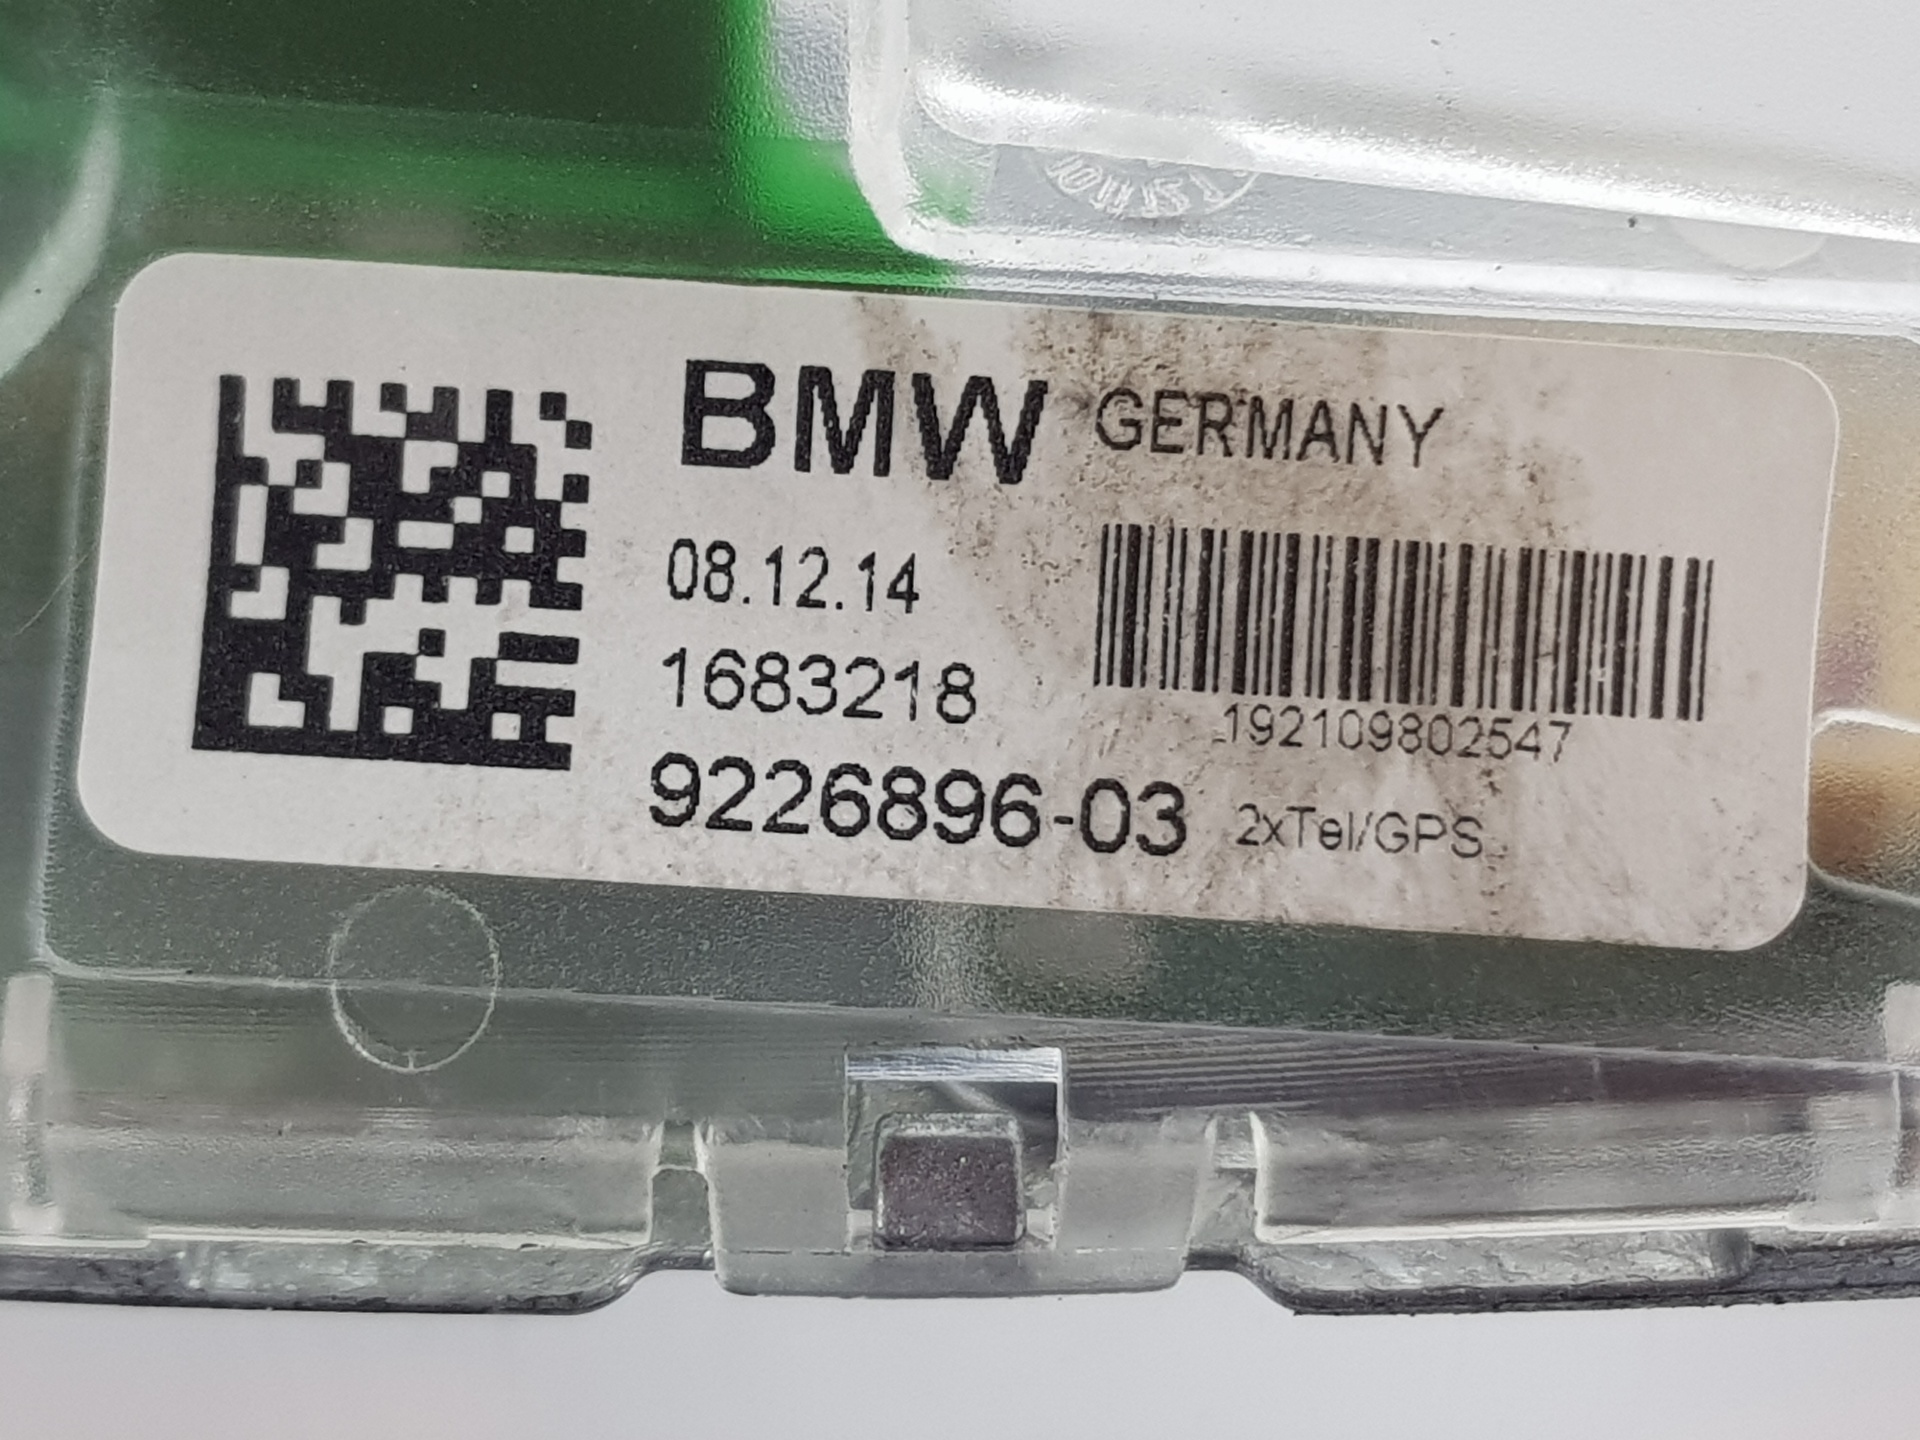 BMW GERMANY
08.12.14
1683218
192109802547
9226896-03 2xTel/GPS